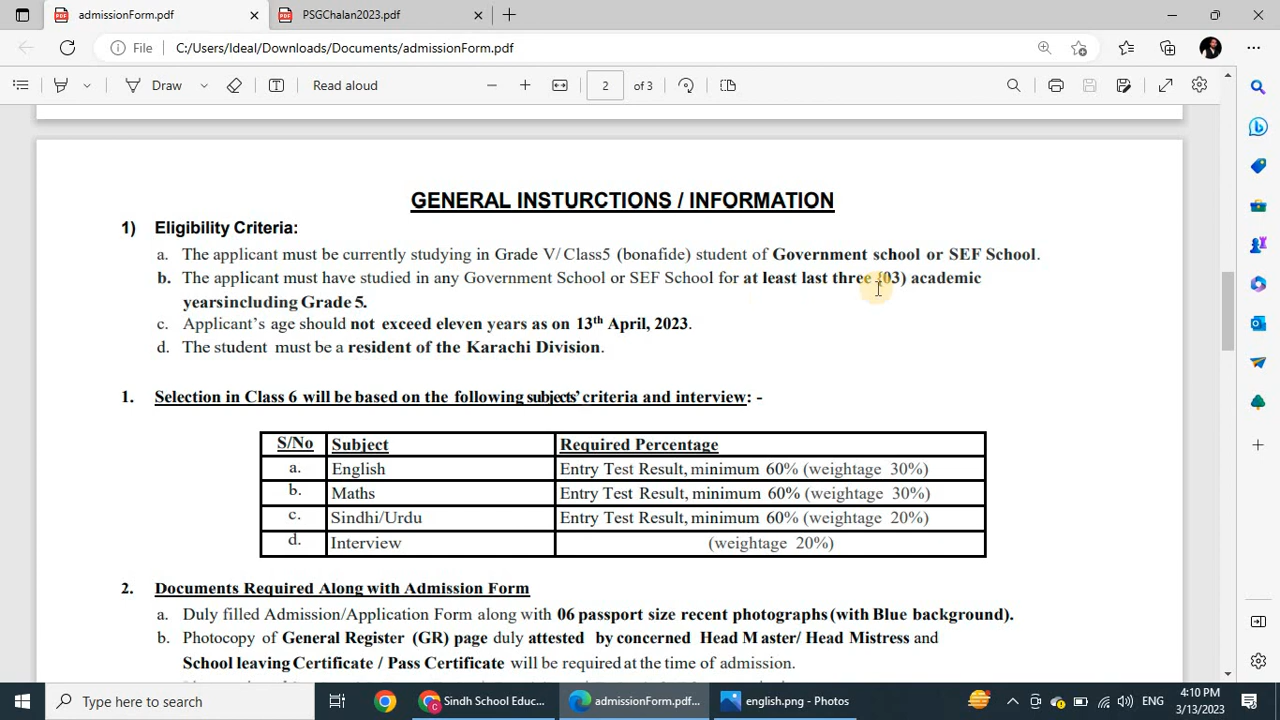 admissionForm.pdf
PSGChalan2023.pdf
File C:/Users/Ideal/Downloads/Documents/admissionForm.pdf
Draw Read aloud 2 of 3
GENERAL INSTURCTIONS / INFORMATION
1) Eligibility Criteria:
a. The applicant must be currently studying in Grade V/Class5 (bonafide) student of Government school or SEF School.
b. The applicant must have studied in any Government School or SEF School for at least last three {03) academic
yearsincluding Grade 5.
c. Applicant's age should not exceed eleven years as on 13th April, 2023.
d. The student must be a resident of the Karachi Division.
1. Selection in Class 6 will be based on the following subjects' criteria and interview: -
S/No Subject Required Percentage
a. English Entry Test Result, minimum 60% (weightage 30%)
b. Maths Entry Test Result, minimum 60% (weightage 30%)
c. Sindhi/Urdu Entry Test Result, minimum 60% (weightage 20%)
d. Interview (weightage 20%)
2. Documents Required Along with Admission Form
a. Duly filled Admission/Application Form along with 06 passport size recent photographs (with Blue background).
b. Photocopy of General Register (GR) page duly attested by concerned Head Master/ Head Mistress and
School leaving Certificate / Pass Certificate will be required at the time of admission.
Type here to search
Sindh School Educ...
admissionForm.pdf...
english.png - Photos
ENG
4:10 PM
3/13/2023